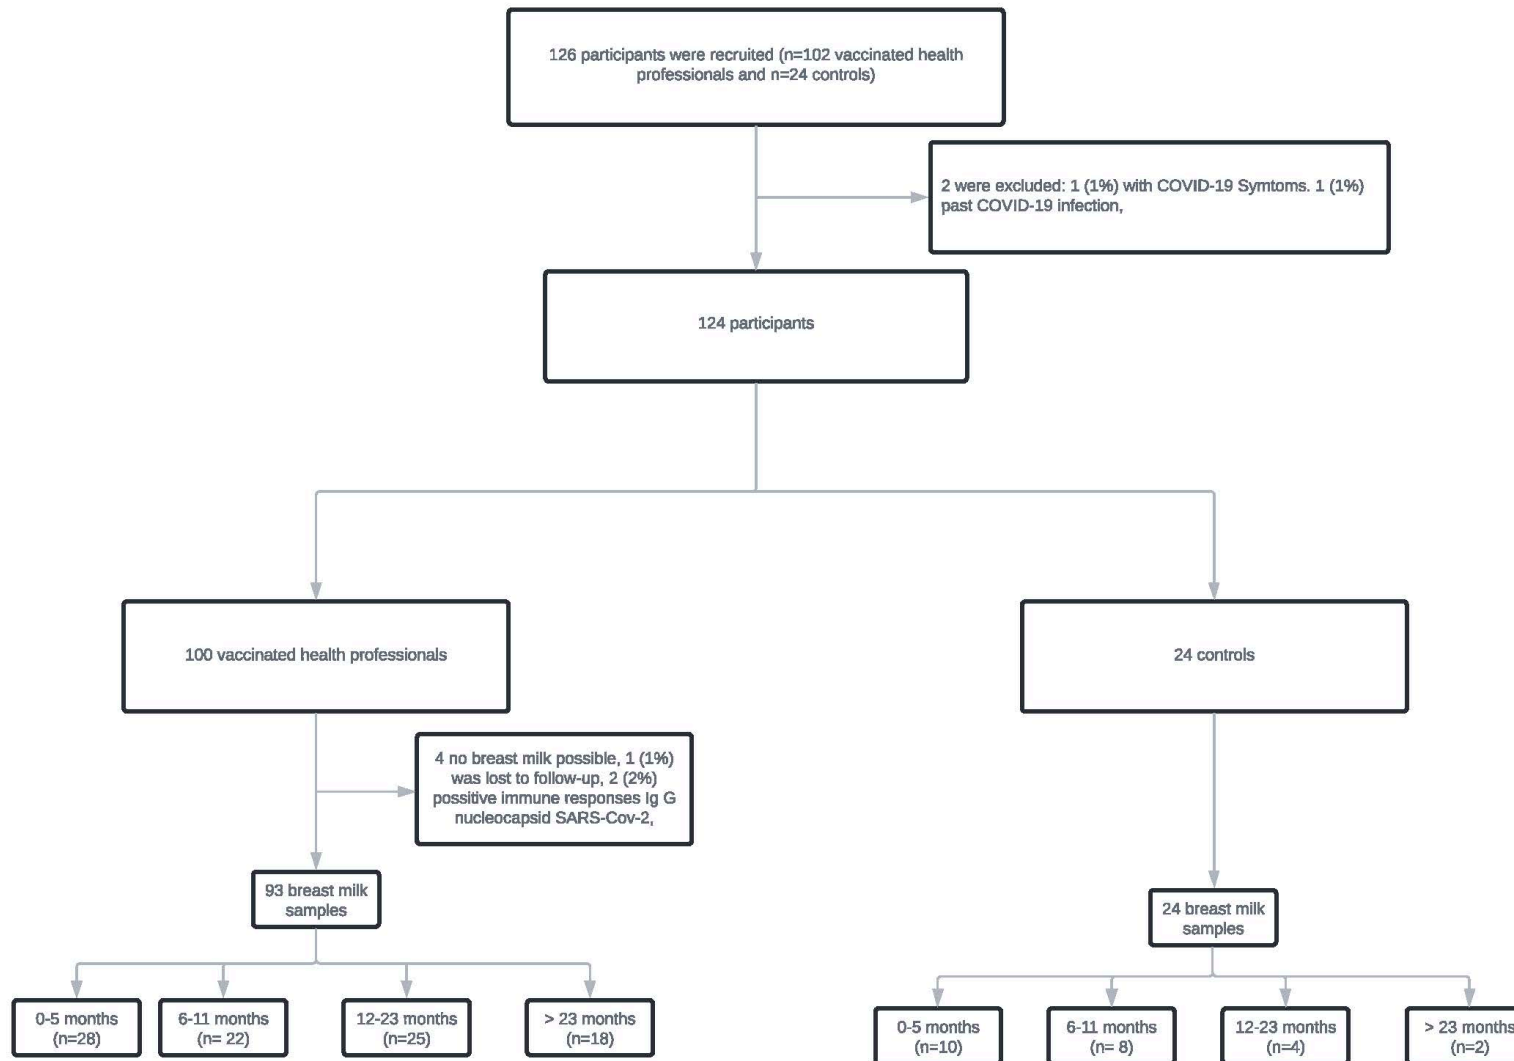 126 participants were recruited (n=102 vaccinated health
professionals and n=24 controls)
2 were excluded: 1 (1%) with COVID-19 Symtoms. 1 (1%)
past COVID-19 infection,
124 participants
100 vaccinated health professionals
24 controls
4 no breast milk possible, 1 (1%)
was lost to follow-up, 2 (2%)
possitive immune responses Ig G
nucleocapsid SARS-Cov-2,
93 breast milk
samples
24 breast milk
samples
0-5 months
(n=28)
6-11 months
(n= 22)
12-23 months
(n=25)
> 23 months
(n=18)
0-5 months
(n=10)
6-11 months
(n= 8)
12-23 months
(n=4)
> 23 months
(n=2)